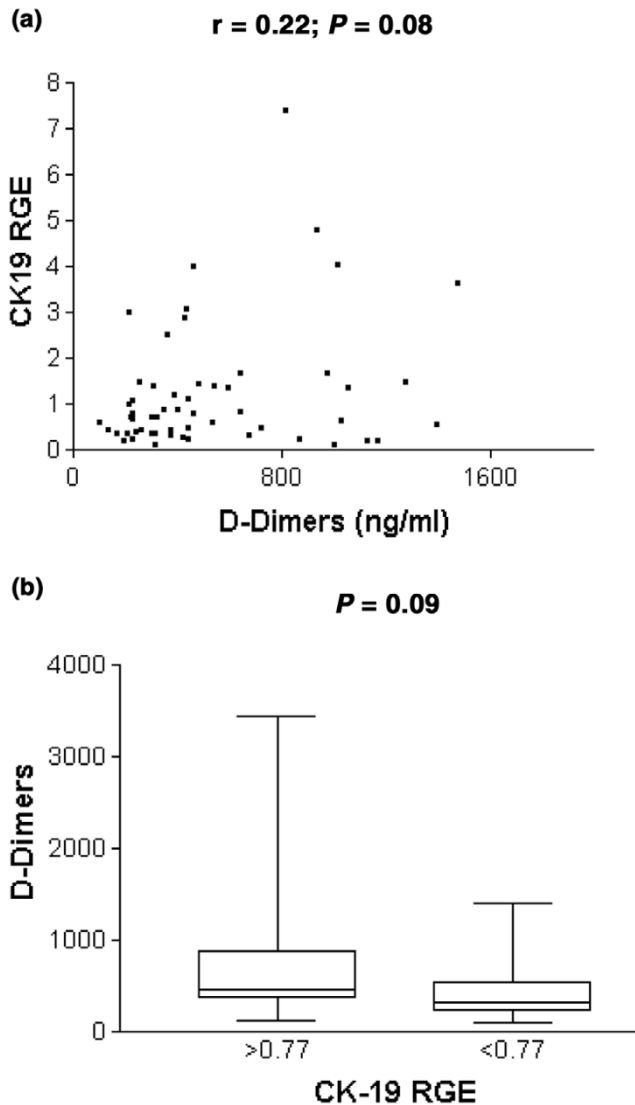 (a)
r = 0.22; P = 0.08
8
7
6
5
4
3
2
1
0
CK19 RGE
0 800 1600
D-Dimers (ng/ml)
(b)
P = 0.09
4000
3000
2000
1000
0
D-Dimers
>0.77 <0.77
CK-19 RGE